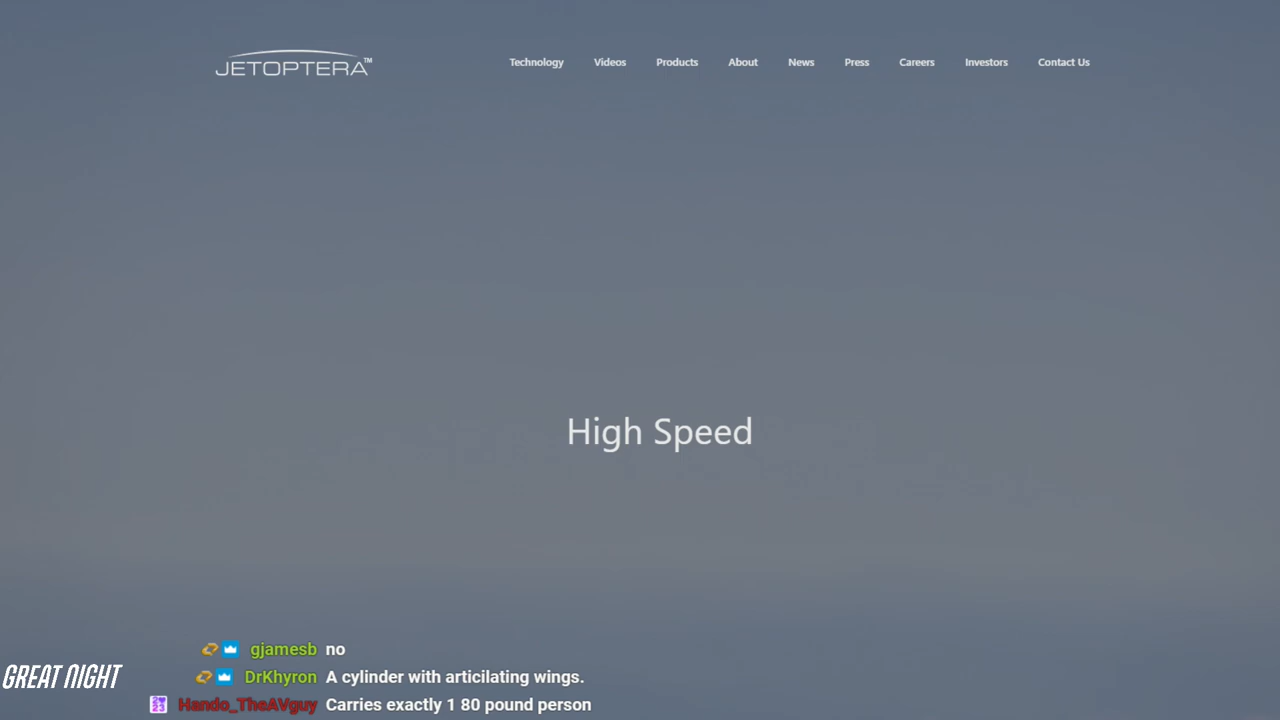 JETOPTERA™
Technology Videos Products About News Press Careers Investors Contact Us
High Speed
gjamesb no
DrKhyron A cylinder with articilating wings.
Hando_TheAVguy Carries exactly 1 80 pound person
GREAT NIGHT